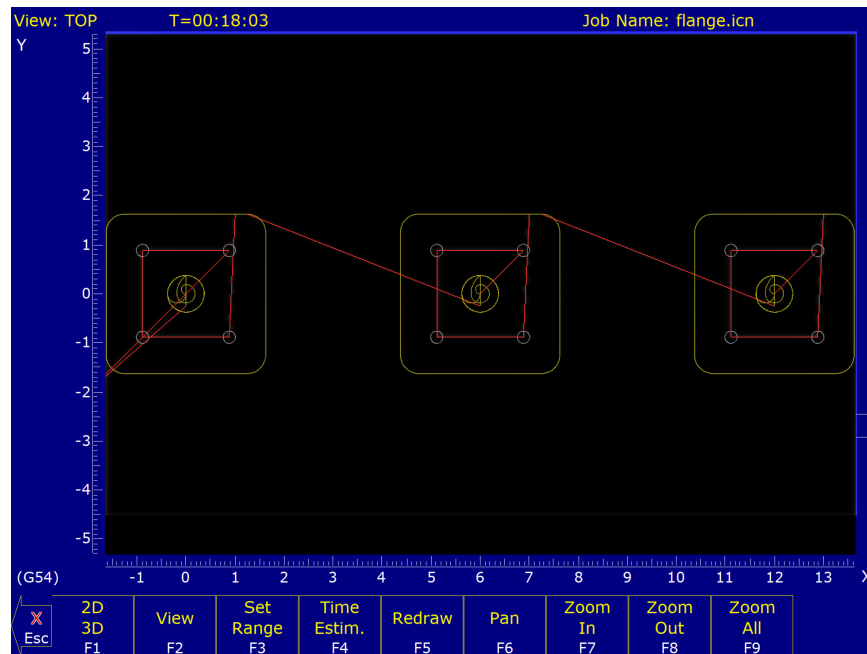 View: TOP T=00:18:03 Job Name: flange.icn
Y
5
4
3
2
1
0
-1
-2
-3
-4
-5
(G54) -1 0 1 2 3 4 5 6 7 8 9 10 11 12 13 X
X Esc
2D 3D F1
View F2
Set Range F3
Time Estim. F4
Redraw F5
Pan F6
Zoom In F7
Zoom Out F8
Zoom All F9